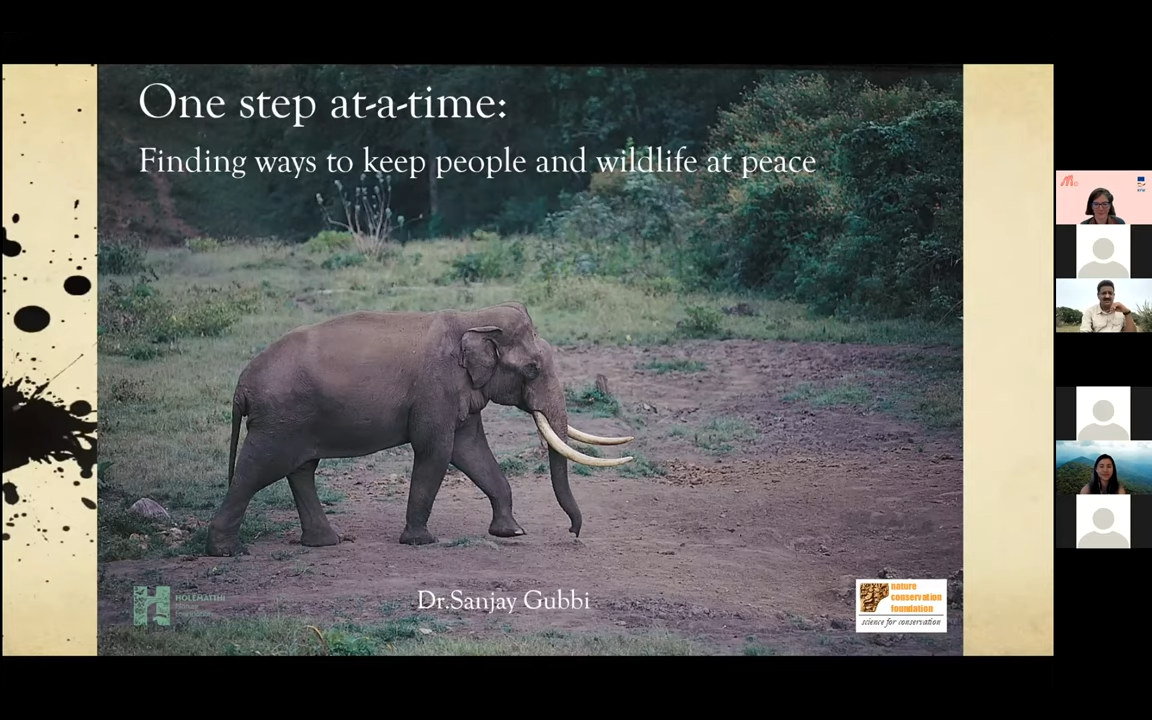 One step at-a-time:
Finding ways to keep people and wildlife at peace
HOLÉMATTHI
Dr.Sanjay Gubbi
nature
conservation
foundation
science for conservation